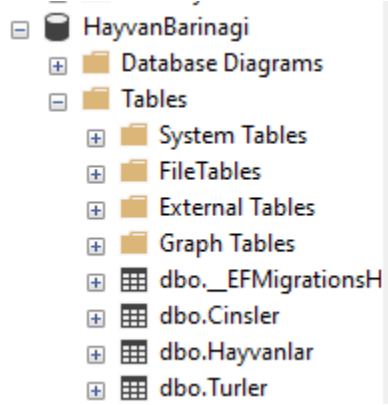 HayvanBarinagi
Database Diagrams
Tables
System Tables
FileTables
External Tables
Graph Tables
dbo.__EFMigrationsH
dbo.Cinsler
dbo.Hayvanlar
dbo.Turler